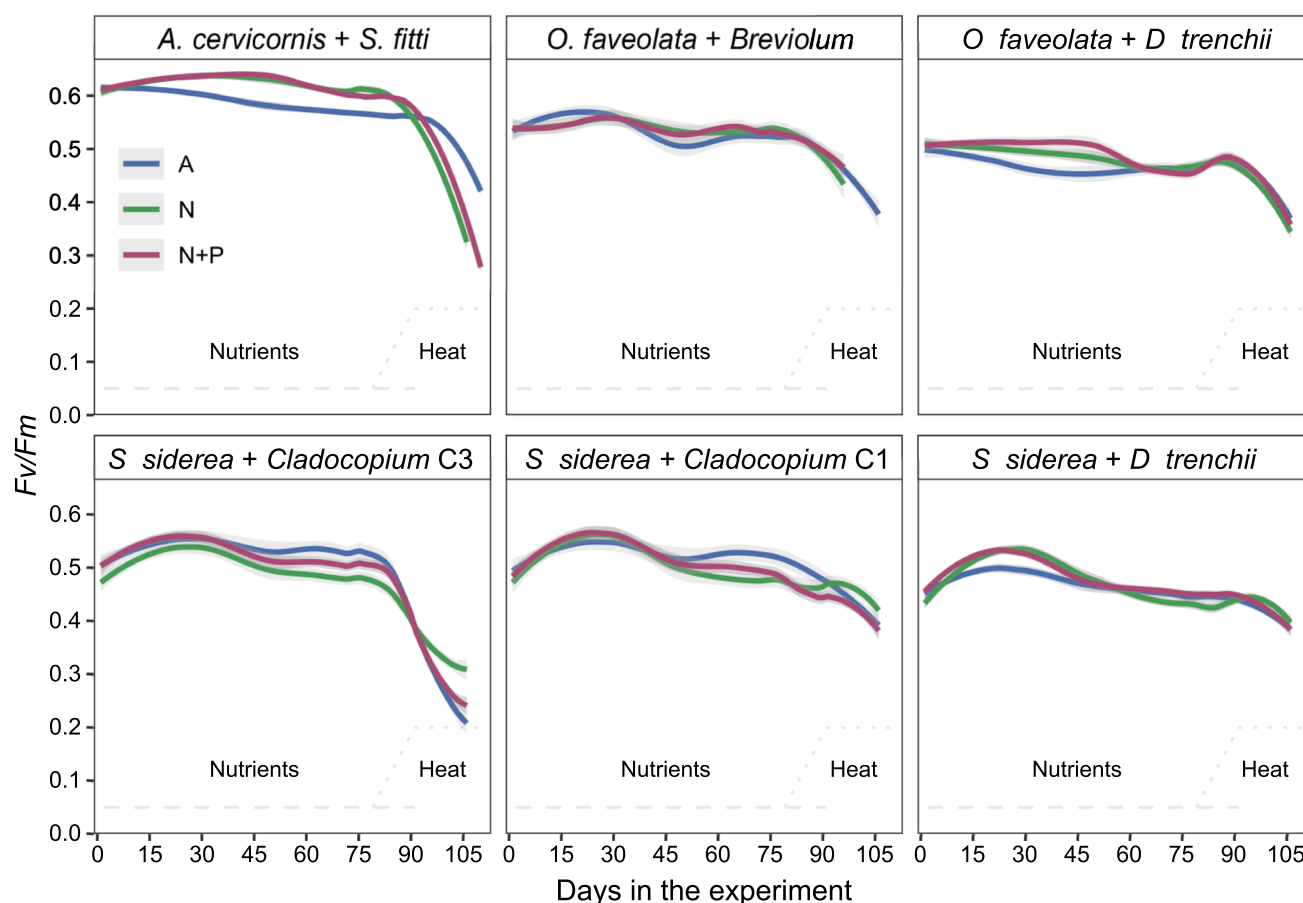 A. cervicornis + S. fitti
O. faveolata + Breviolum
O faveolata + D trenchii
0.6
0.5
0.4
0.3
0.2
0.1
0.0
A
N
N+P
Nutrients
Heat
Nutrients
Heat
Nutrients
Heat
Fv/Fm
S siderea + Cladocopium C3
S siderea + Cladocopium C1
S siderea + D trenchii
0.6
0.5
0.4
0.3
0.2
0.1
0.0
Nutrients
Heat
Nutrients
Heat
Nutrients
Heat
0 15 30 45 60 75 90 105
0 15 30 45 60 75 90 105
0 15 30 45 60 75 90 105
Days in the experiment